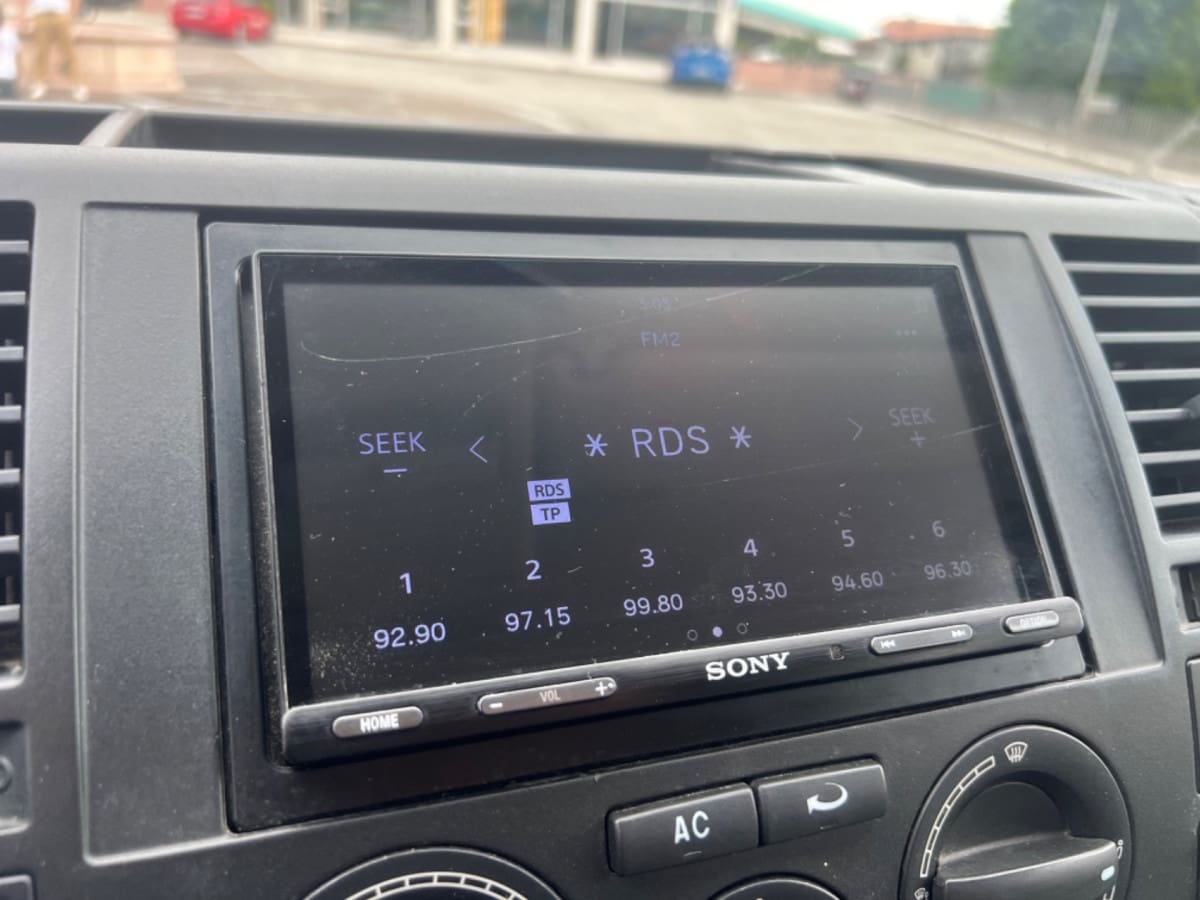 FM2
SEEK < * RDS * > SEEK
− +
RDS
TP
1 2 3 4 5 6
92.90 97.15 99.80 93.30 94.60 96.30
SONY
HOME − VOL +
AC